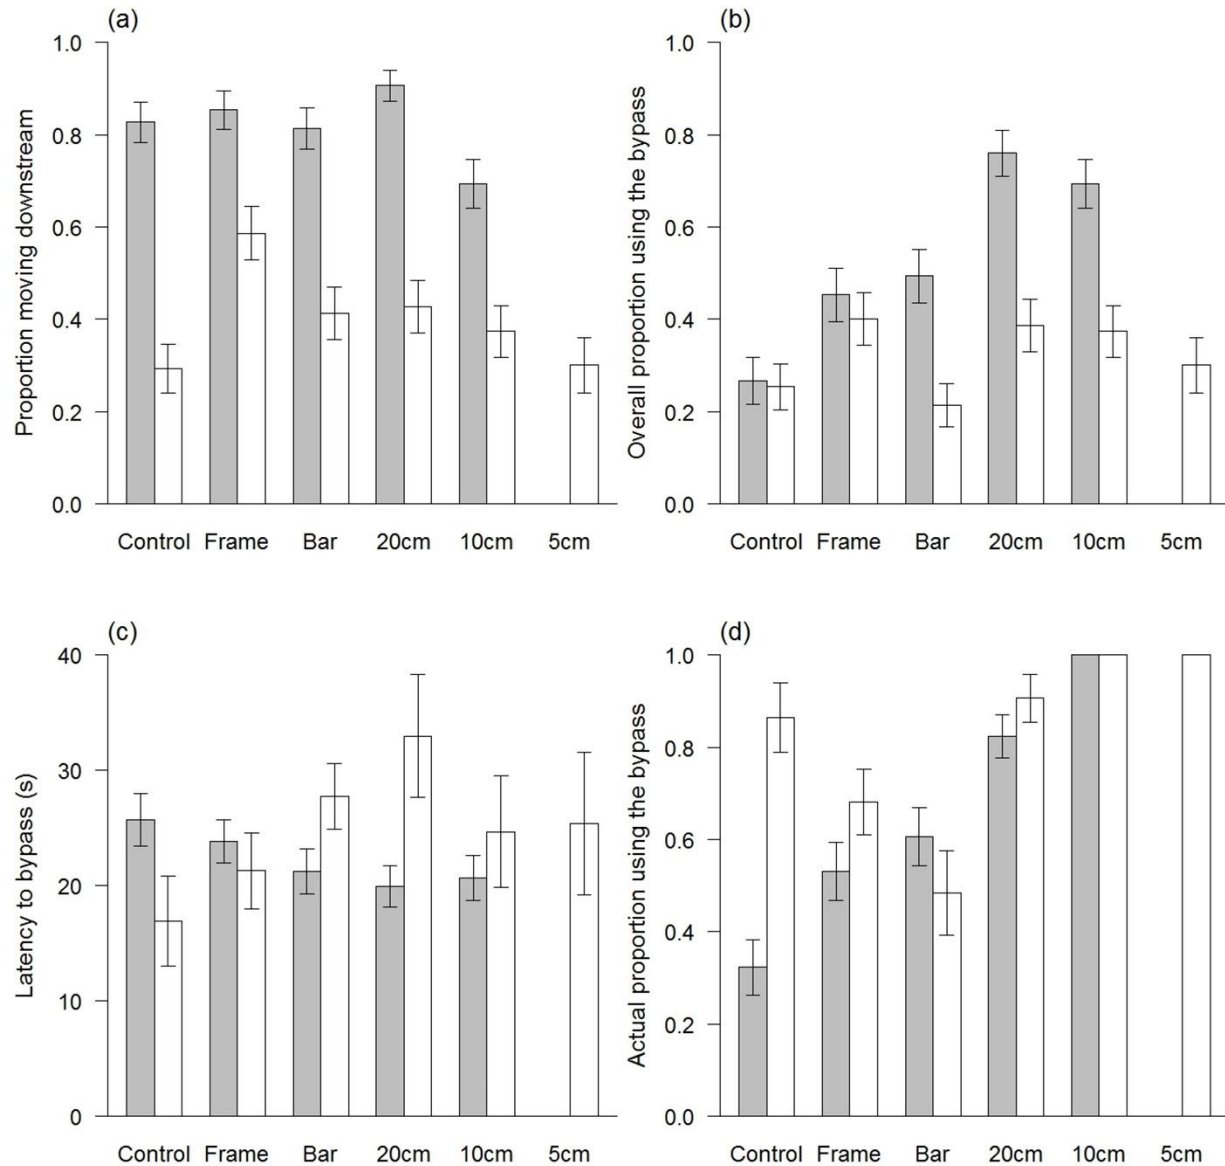 (a)
Proportion moving downstream
1.0
0.8
0.6
0.4
0.2
0.0
Control Frame Bar 20cm 10cm 5cm
(b)
Overall proportion using the bypass
1.0
0.8
0.6
0.4
0.2
0.0
Control Frame Bar 20cm 10cm 5cm
(c)
Latency to bypass (s)
40
30
20
10
0
Control Frame Bar 20cm 10cm 5cm
(d)
Actual proportion using the bypass
1.0
0.8
0.6
0.4
0.2
0.0
Control Frame Bar 20cm 10cm 5cm